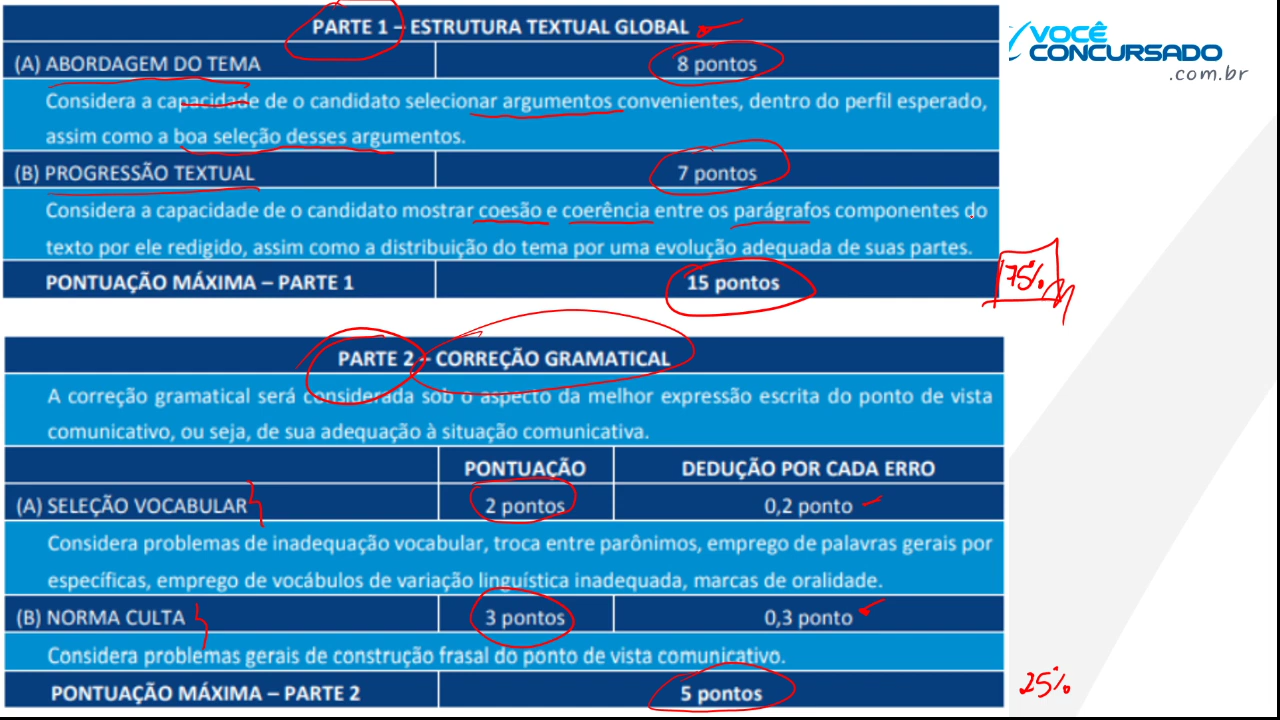 PARTE 1 – ESTRUTURA TEXTUAL GLOBAL
VOCÊ
CONCURSADO
.com.br
(A) ABORDAGEM DO TEMA 8 pontos
Considera a capacidade de o candidato selecionar argumentos convenientes, dentro do perfil esperado,
assim como a boa seleção desses argumentos.
(B) PROGRESSÃO TEXTUAL 7 pontos
Considera a capacidade de o candidato mostrar coesão e coerência entre os parágrafos componentes do
texto por ele redigido, assim como a distribuição do tema por uma evolução adequada de suas partes.
PONTUAÇÃO MÁXIMA – PARTE 1 15 pontos
75%
PARTE 2 – CORREÇÃO GRAMATICAL
A correção gramatical será considerada sob o aspecto da melhor expressão escrita do ponto de vista
comunicativo, ou seja, de sua adequação à situação comunicativa.
PONTUAÇÃO DEDUÇÃO POR CADA ERRO
(A) SELEÇÃO VOCABULAR 2 pontos 0,2 ponto
Considera problemas de inadequação vocabular, troca entre parônimos, emprego de palavras gerais por
específicas, emprego de vocábulos de variação linguística inadequada, marcas de oralidade.
(B) NORMA CULTA 3 pontos 0,3 ponto
Considera problemas gerais de construção frasal do ponto de vista comunicativo.
PONTUAÇÃO MÁXIMA – PARTE 2 5 pontos
25%